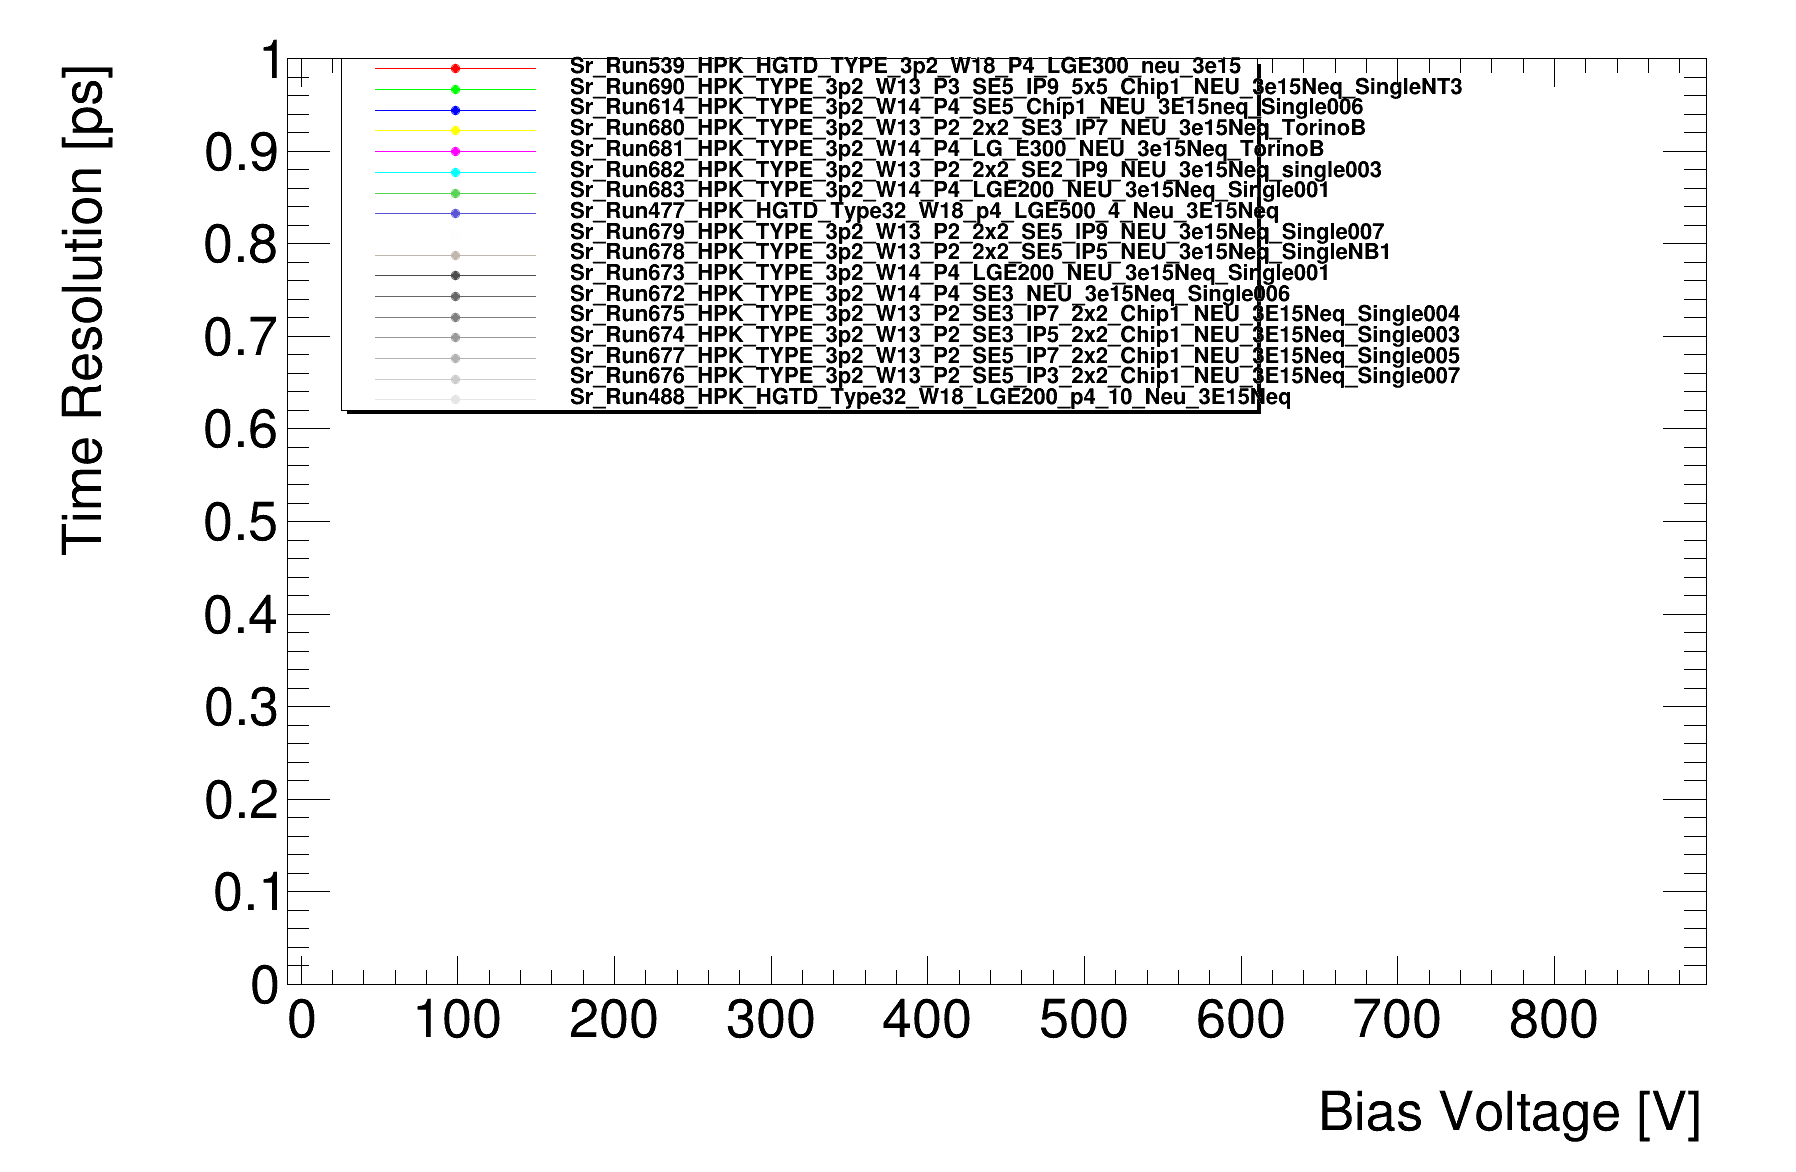 Time Resolution [ps]
1
0.9
0.8
0.7
0.6
0.5
0.4
0.3
0.2
0.1
0
Sr_Run539_HPK_HGTD_TYPE_3p2_W18_P4_LGE300_neu_3e15
Sr_Run690_HPK_TYPE_3p2_W13_P3_SE5_IP9_5x5_Chip1_NEU_3e15Neq_SingleNT3
Sr_Run614_HPK_TYPE_3p2_W14_P4_SE5_Chip1_NEU_3E15neq_Single006
Sr_Run680_HPK_TYPE_3p2_W13_P2_2x2_SE3_IP7_NEU_3e15Neq_TorinoB
Sr_Run681_HPK_TYPE_3p2_W14_P4_LG_E300_NEU_3e15Neq_TorinoB
Sr_Run682_HPK_TYPE_3p2_W13_P2_2x2_SE2_IP9_NEU_3e15Neq_single003
Sr_Run683_HPK_TYPE_3p2_W14_P4_LGE200_NEU_3e15Neq_Single001
Sr_Run477_HPK_HGTD_Type32_W18_p4_LGE500_4_Neu_3E15Neq
Sr_Run679_HPK_TYPE_3p2_W13_P2_2x2_SE5_IP9_NEU_3e15Neq_Single007
Sr_Run678_HPK_TYPE_3p2_W13_P2_2x2_SE5_IP5_NEU_3e15Neq_SingleNB1
Sr_Run673_HPK_TYPE_3p2_W14_P4_LGE200_NEU_3e15Neq_Single001
Sr_Run672_HPK_TYPE_3p2_W14_P4_SE3_NEU_3e15Neq_Single006
Sr_Run675_HPK_TYPE_3p2_W13_P2_SE3_IP7_2x2_Chip1_NEU_3E15Neq_Single004
Sr_Run674_HPK_TYPE_3p2_W13_P2_SE3_IP5_2x2_Chip1_NEU_3E15Neq_Single003
Sr_Run677_HPK_TYPE_3p2_W13_P2_SE5_IP7_2x2_Chip1_NEU_3E15Neq_Single005
Sr_Run676_HPK_TYPE_3p2_W13_P2_SE5_IP3_2x2_Chip1_NEU_3E15Neq_Single007
Sr_Run488_HPK_HGTD_Type32_W18_LGE200_p4_10_Neu_3E15Neq
0 100 200 300 400 500 600 700 800
Bias Voltage [V]